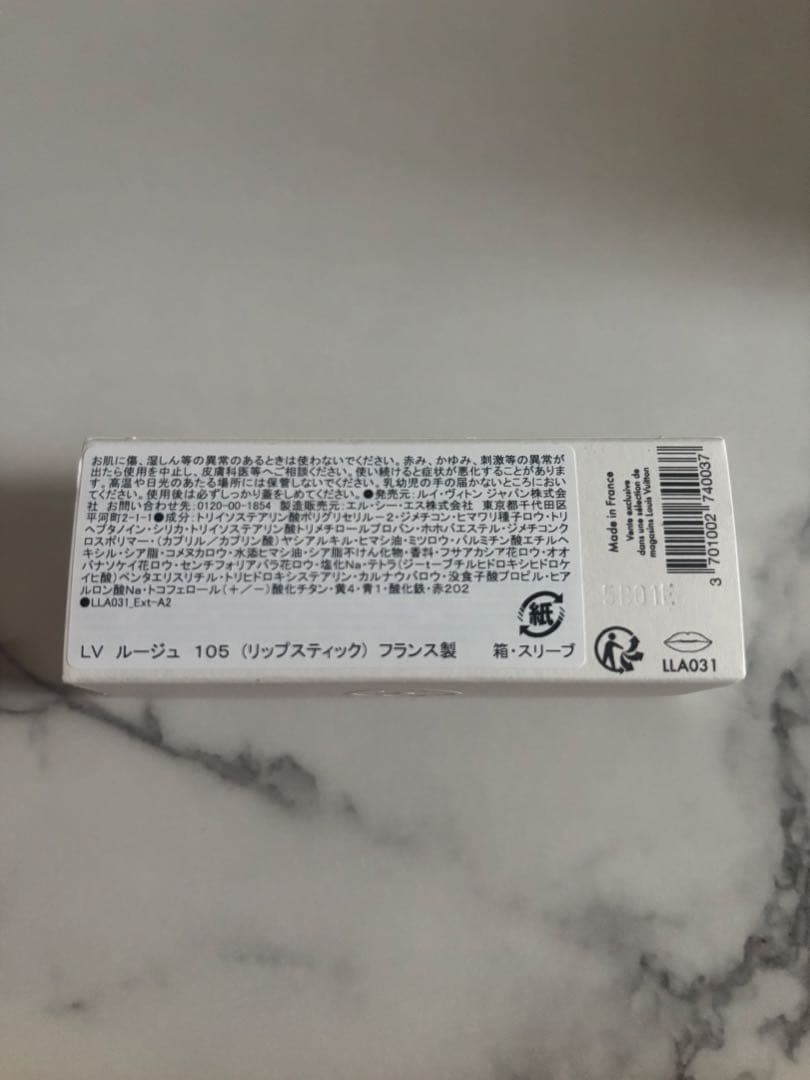 お肌に傷、湿しん等の異常のあるときは使わないでください。赤み、かゆみ、刺激等の異常が
出たら使用を中止し、皮膚科医等へご相談ください。使い続けると症状が悪化することがありま
す。高温や日光のあたる場所には保管しないでください。乳幼児の手の届かないところにおい
てください。使用後は必ずしっかり蓋をしめてください。●発売元：ルイ・ヴィトン ジャパン株式会
社 お問い合わせ先：0120-00-1854 製造販売元：エル・シー・エス株式会社 東京都千代田区
平河町2-1-1●成分：トリイソステアリン酸ポリグリセリル－2・ジメチコン・ヒマワリ種子ロウ・トリ
ヘプタノイン・シリカ・トリイソステアリン酸トリメチロールプロパン・ホホバエステル・ジメチコンク
ロスポリマー・（カプリル／カプリン酸）ヤシアルキル・ヒマシ油・ミツロウ・パルミチン酸エチルヘ
キシル・シア脂・コメヌカロウ・水添ヒマシ油・シア脂不けん化物・香料・フサアカシア花ロウ・オオ
バナソケイ花ロウ・センチフォリアバラ花ロウ・塩化Na・テトラ（ジーt－ブチルヒドロキシヒドロケ
イヒ酸）ペンタエリスリチル・トリヒドロキシステアリン・カルナウバロウ・没食子酸プロピル・ヒア
ルロン酸Na・トコフェロール（＋／－）酸化チタン・黄4・青1・酸化鉄・赤202
●LLA031_Ext-A2
紙
LV ルージュ 105 （リップスティック） フランス製 箱・スリーブ
Made in France
Vente exclusive
dans une sélection de
magasins Louis Vuitton
3 701002 740037
LLA031